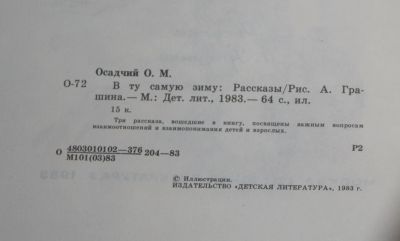 Осадчий О. М.
О-72 В ту самую зиму: Рассказы/Рис. А. Гра-
шина.— М.: Дет. лит., 1983.— 64 с., ил.
15 к.
Три рассказа, вошедшие в книгу, посвящены важным вопросам
взаимоотношений и взаимопонимания детей и взрослых.
О 4803010102—376 204—83 Р2
М101(03)83
© Иллюстрации.
ИЗДАТЕЛЬСТВО «ДЕТСКАЯ ЛИТЕРАТУРА», 1983 г.